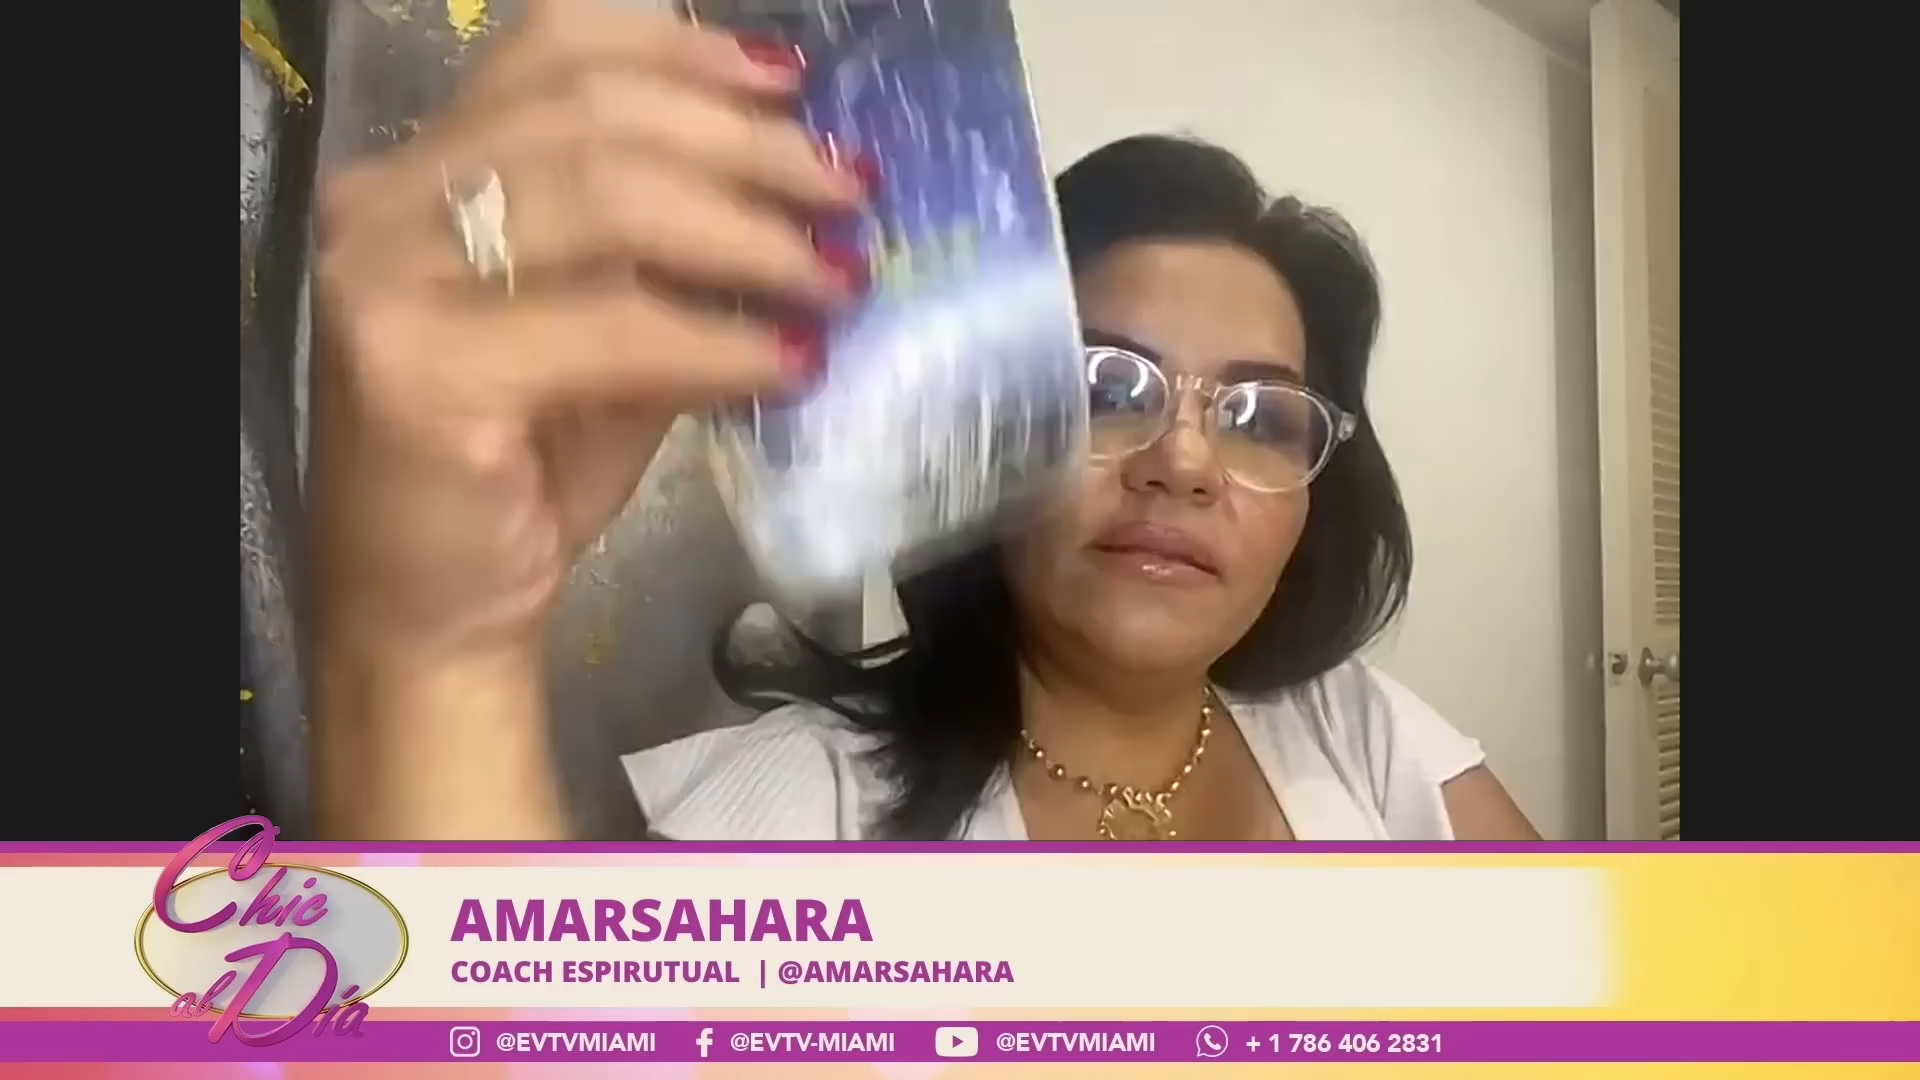 Chic
al Día
AMARSAHARA
COACH ESPIRUTUAL | @AMARSAHARA
@EVTVMIAMI @EVTV-MIAMI @EVTVMIAMI + 1 786 406 2831